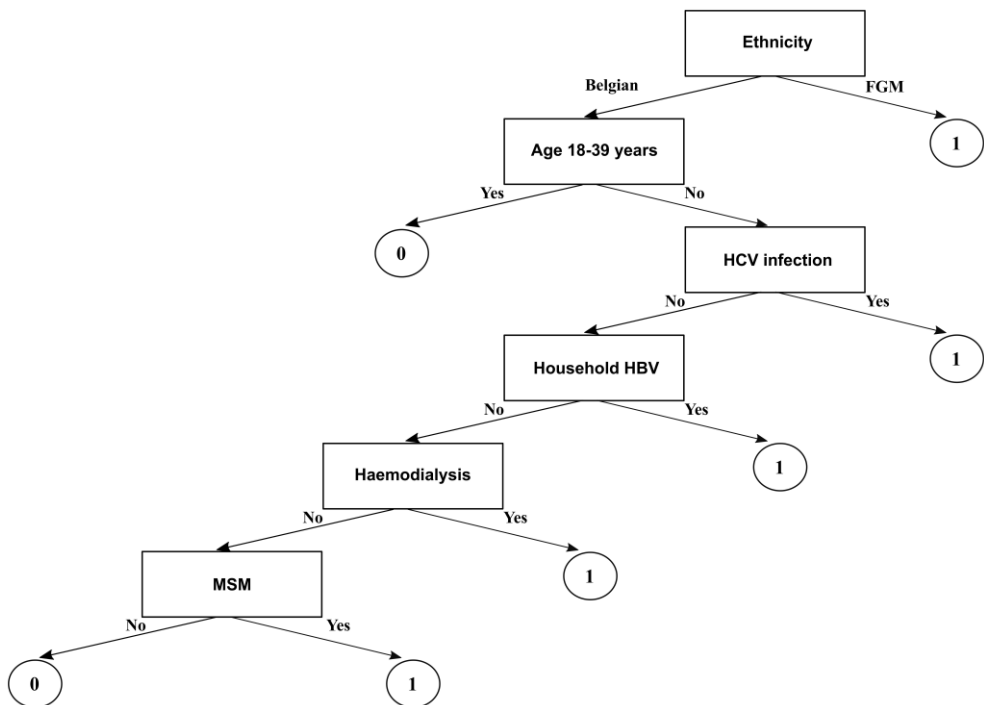 Ethnicity
Belgian
FGM
1
Age 18-39 years
Yes
No
0
HCV infection
No
Yes
1
Household HBV
No
Yes
1
Haemodialysis
No
Yes
1
MSM
No
Yes
0
1